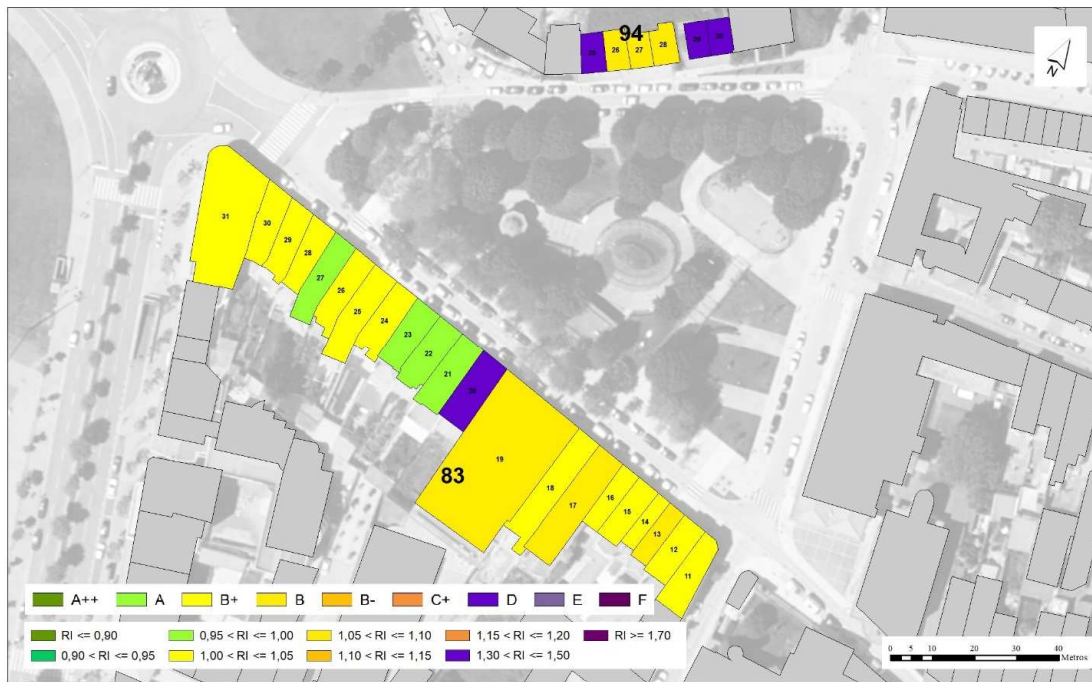 94
25 26 27 28 29 30
N
31 30 29 28 27 26 25 24 23 22 21 20
19
83
18 17 16 15 14 13 12 11
A++ A B+ B B- C+ D E F
RI <= 0,90 0,95 < RI <= 1,00 1,05 < RI <= 1,10 1,15 < RI <= 1,20 RI >= 1,70
0,90 < RI <= 0,95 1,00 < RI <= 1,05 1,10 < RI <= 1,15 1,30 < RI <= 1,50
0 5 10 20 30 40
Metros